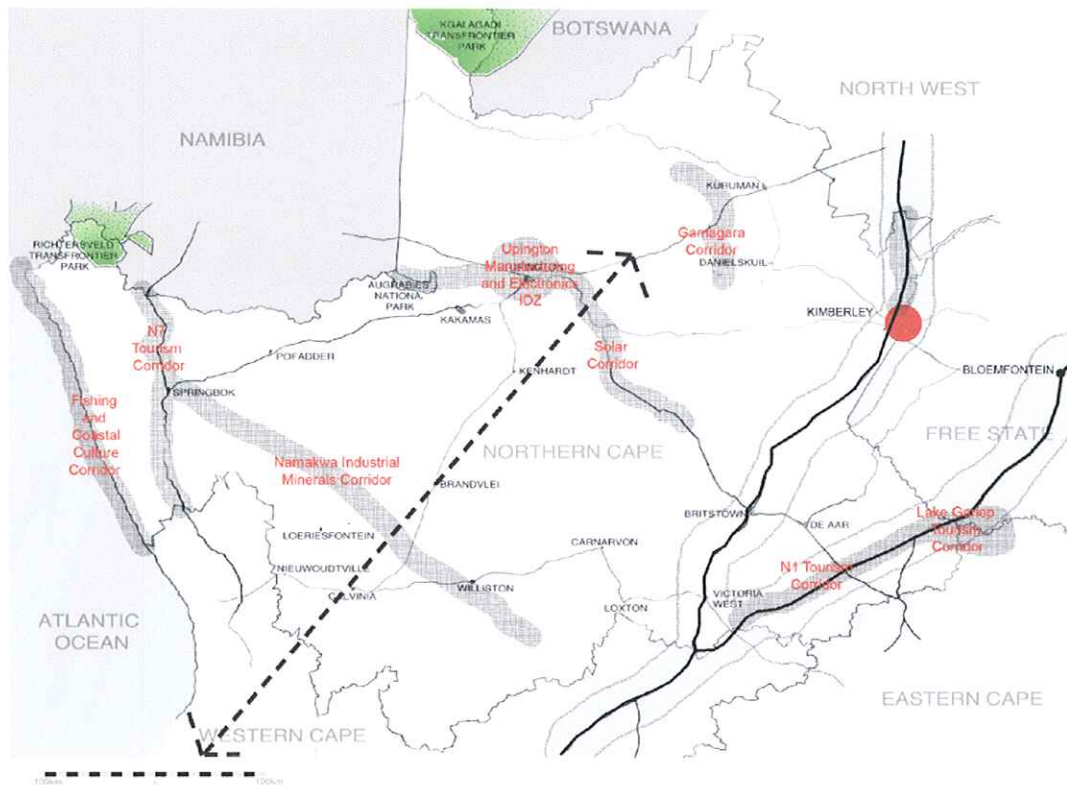 KGALAGADI
TRANSFRONTIER
PARK
BOTSWANA
NORTH WEST
NAMIBIA
KURUMAN
Gamagara
Corridor
DANIELSKUIL
RICHTERSVELD
TRANSFRONTIER
PARK
Upington
Manufacturing
and Electronics
IDZ
AUGRABIES
NATIONAL
PARK
KAKAMAS
KIMBERLEY
N7
Tourism
Corridor
POFADDER
Solar
Corridor
KENHARDT
BLOEMFONTEIN
SPRINGBOK
Fishing
and
Coastal
Culture
Corridor
FREE STATE
NORTHERN CAPE
Namakwa Industrial
Minerals Corridor
BRANDVLEI
BRITSTOWN
DE AAR
Lake Gariep
Tourism
Corridor
LOERIESFONTEIN
CARNARVON
NIEUWOUDTVILLE
N1 Tourism
Corridor
CALVINIA
WILLISTON
VICTORIA
WEST
LOXTON
ATLANTIC
OCEAN
EASTERN CAPE
WESTERN CAPE
100km
100km